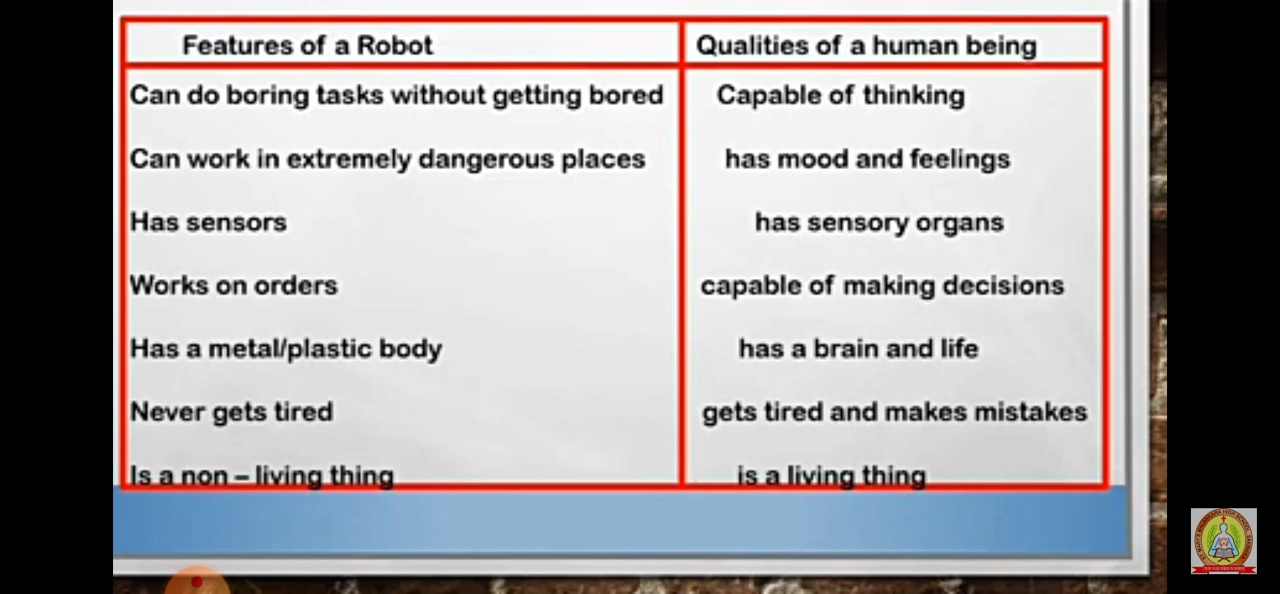 Features of a Robot Qualities of a human being
Can do boring tasks without getting bored Capable of thinking
Can work in extremely dangerous places has mood and feelings
Has sensors has sensory organs
Works on orders capable of making decisions
Has a metal/plastic body has a brain and life
Never gets tired gets tired and makes mistakes
Is a non – living thing is a living thing